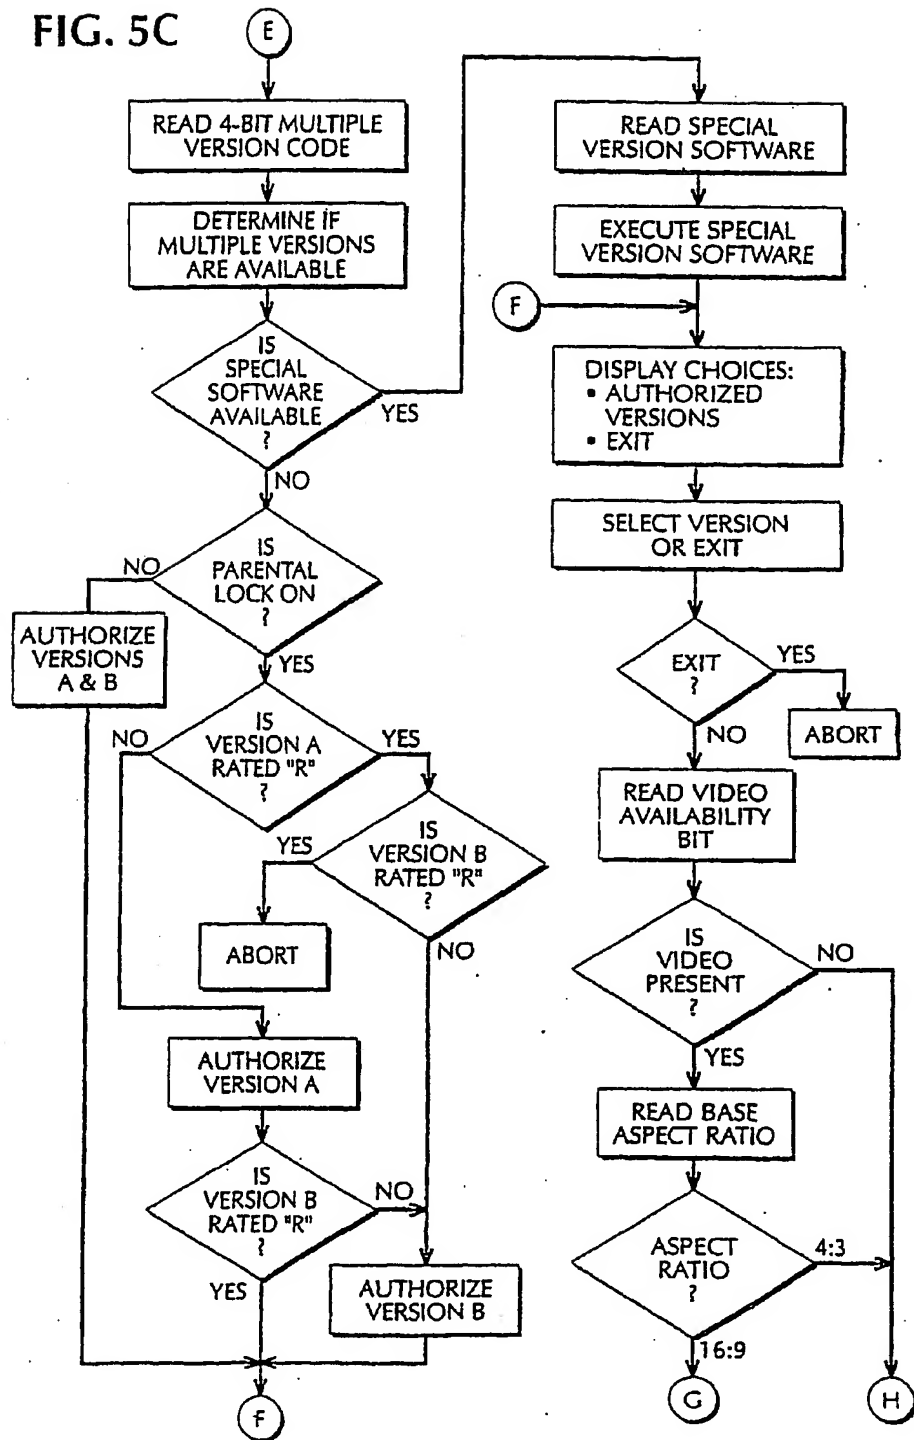 FIG. 5C
E
READ 4-BIT MULTIPLE
VERSION CODE
DETERMINE IF
MULTIPLE VERSIONS
ARE AVAILABLE
IS
SPECIAL
SOFTWARE
AVAILABLE
?
YES
NO
IS
PARENTAL
LOCK ON
?
NO
YES
AUTHORIZE
VERSIONS
A & B
IS
VERSION A
RATED "R"
?
NO
YES
IS
VERSION B
RATED "R"
?
YES
NO
ABORT
AUTHORIZE
VERSION A
IS
VERSION B
RATED "R"
?
NO
YES
AUTHORIZE
VERSION B
F
READ SPECIAL
VERSION SOFTWARE
EXECUTE SPECIAL
VERSION SOFTWARE
F
DISPLAY CHOICES:
▪ AUTHORIZED
VERSIONS
▪ EXIT
SELECT VERSION
OR EXIT
EXIT
?
YES
NO
ABORT
READ VIDEO
AVAILABILITY
BIT
IS
VIDEO
PRESENT
?
NO
YES
READ BASE
ASPECT RATIO
ASPECT
RATIO
?
4:3
16:9
G
H